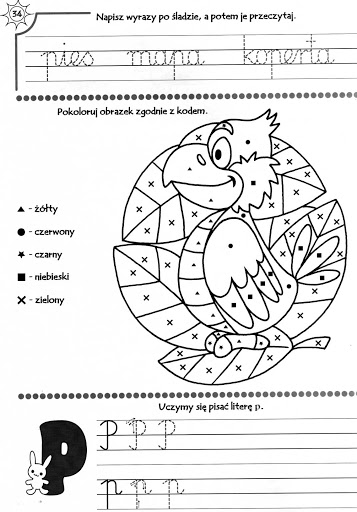 34
Napisz wyrazy po śladzie, a potem je przeczytaj.
pies mapa koperta
Pokoloruj obrazek zgodnie z kodem.
- żółty
- czerwony
- czarny
- niebieski
- zielony
Uczymy się pisać literę p.
P
p p p
p p p